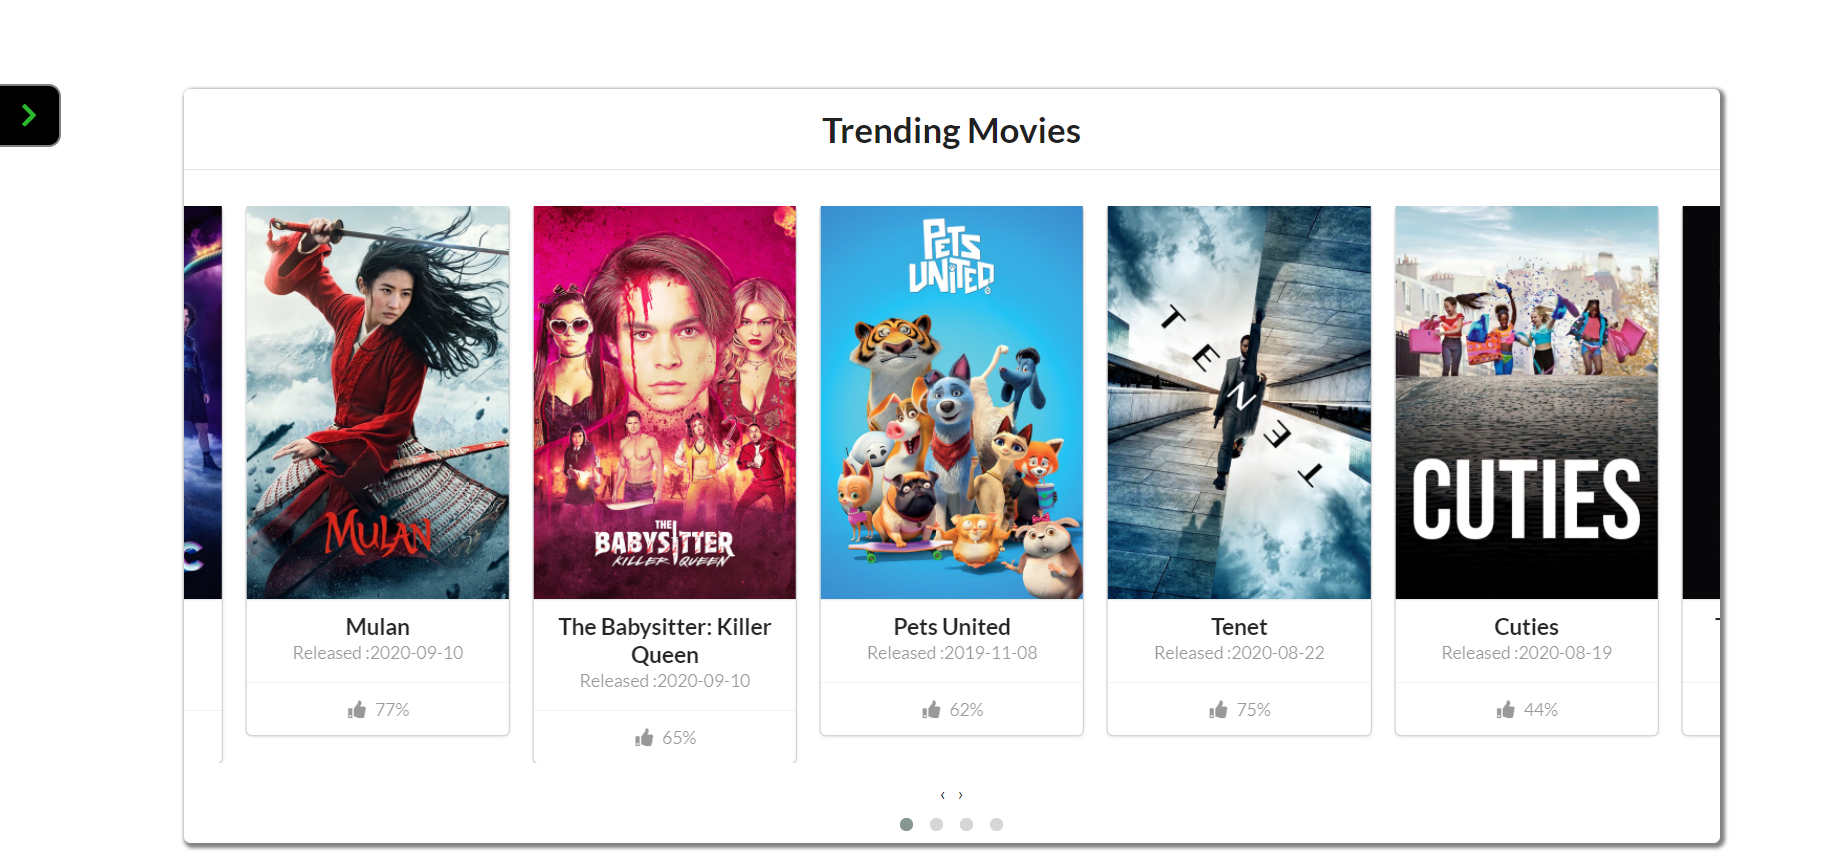 Trending Movies
MULAN
THE
BABYSITTER
KILLER QUEEN
PETS
UNITED
TENET
CUTIES
C
Mulan
Released :2020-09-10
77%
The Babysitter: Killer
Queen
Released :2020-09-10
65%
Pets United
Released :2019-11-08
62%
Tenet
Released :2020-08-22
75%
Cuties
Released :2020-08-19
44%
‹ ›